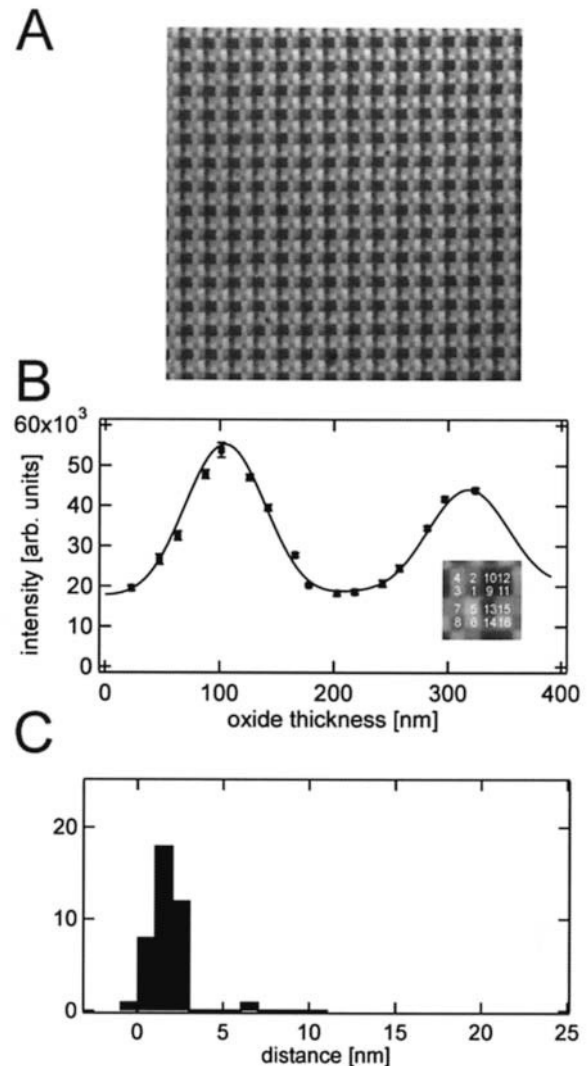 A
B
60x10³
50
40
30
20
10
0
intensity [arb. units]
4 2 10 12
3 1 9 11
7 5 13 15
8 6 14 16
0 100 200 300 400
oxide thickness [nm]
C
20
10
0
0 5 10 15 20 25
distance [nm]